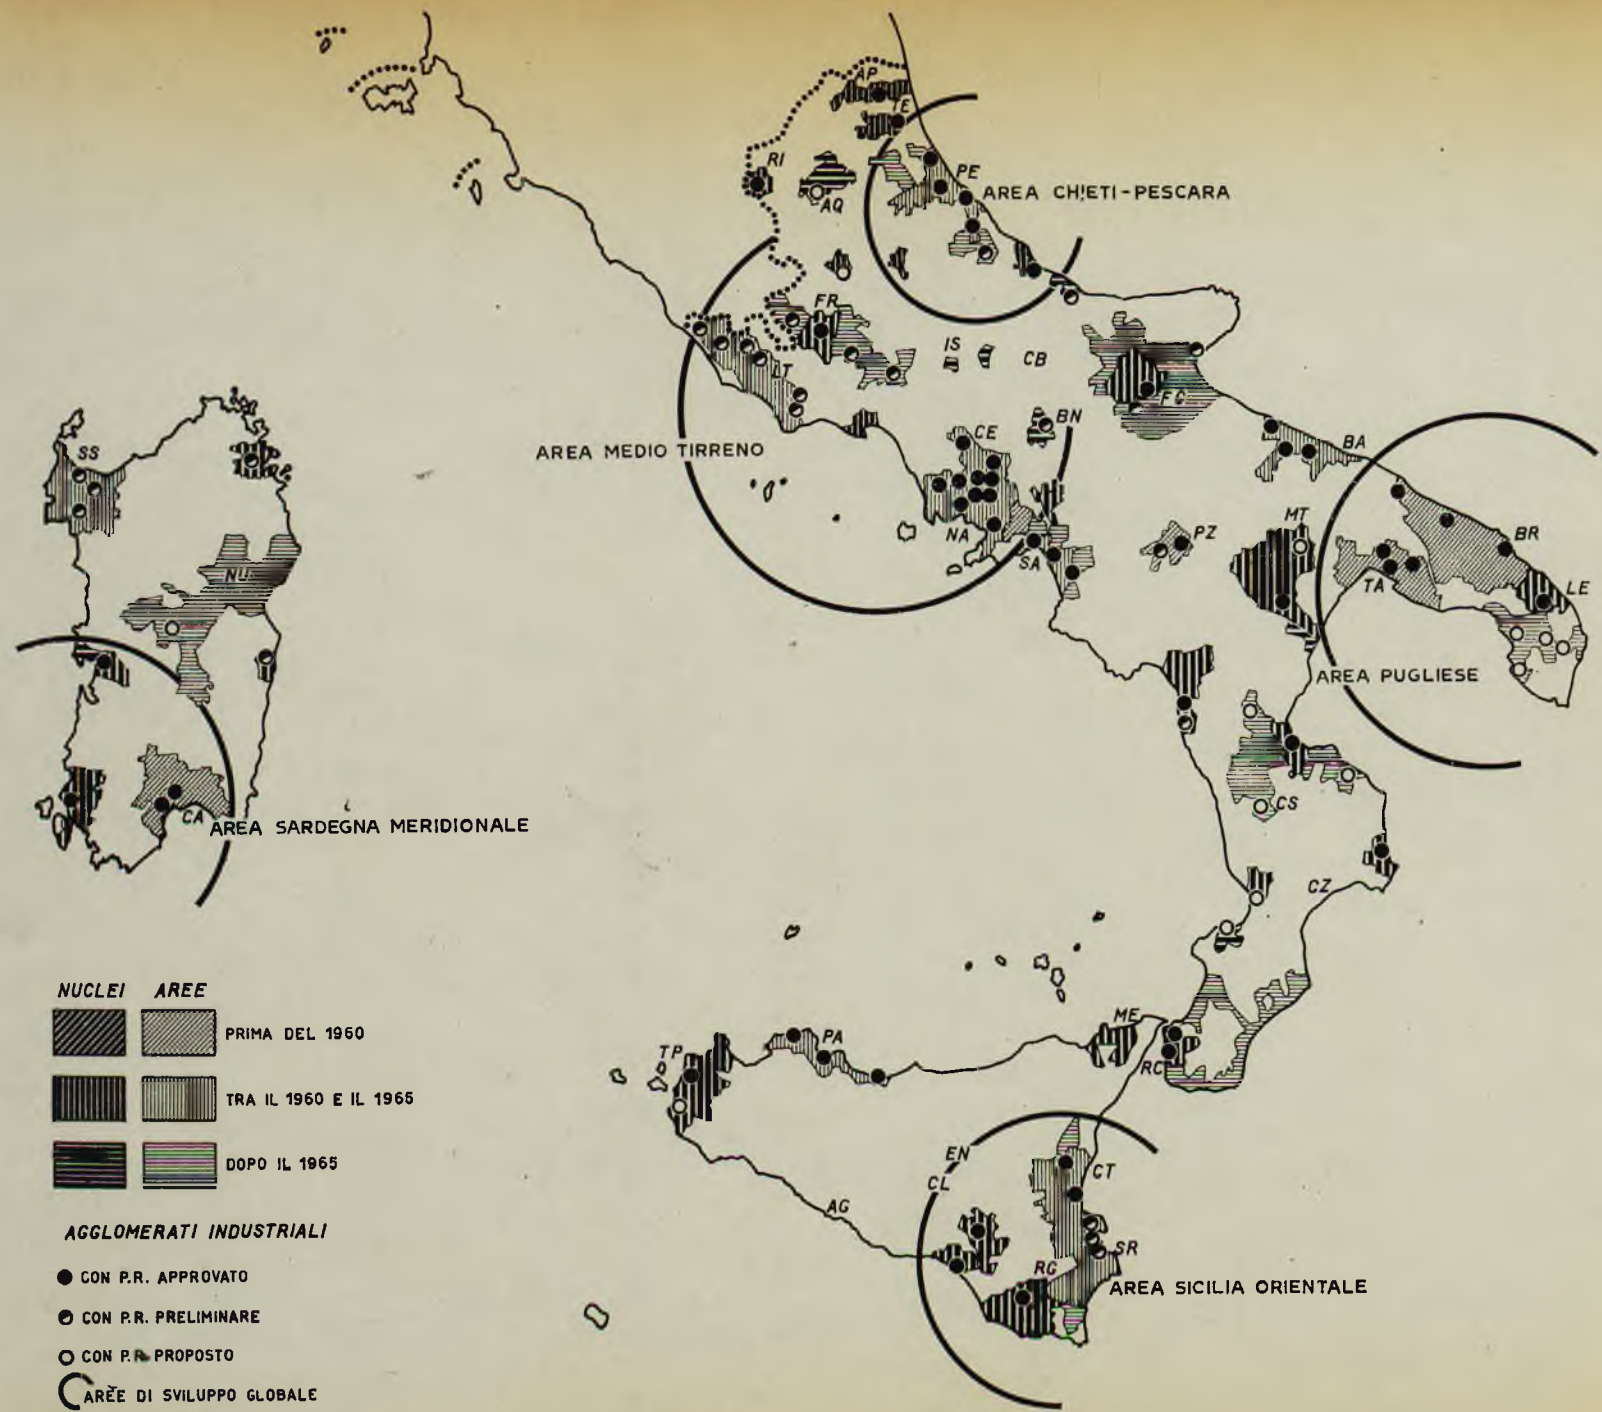 AP
TE
RI
PE
AREA CHIETI-PESCARA
AQ
FR
IS
CB
LT
FG
BN
CE
BA
AREA MEDIO TIRRENO
SS
MT
NA
PZ
BR
SA
NU
TA
LE
AREA PUGLIESE
CS
CA
AREA SARDEGNA MERIDIONALE
CZ
NUCLEI AREE
PRIMA DEL 1960
TRA IL 1960 E IL 1965
DOPO IL 1965
ME
PA
TP
RC
EN
CT
CL
AG
SR
RG
AREA SICILIA ORIENTALE
AGGLOMERATI INDUSTRIALI
CON P.R. APPROVATO
CON P.R. PRELIMINARE
CON P.R. PROPOSTO
AREE DI SVILUPPO GLOBALE